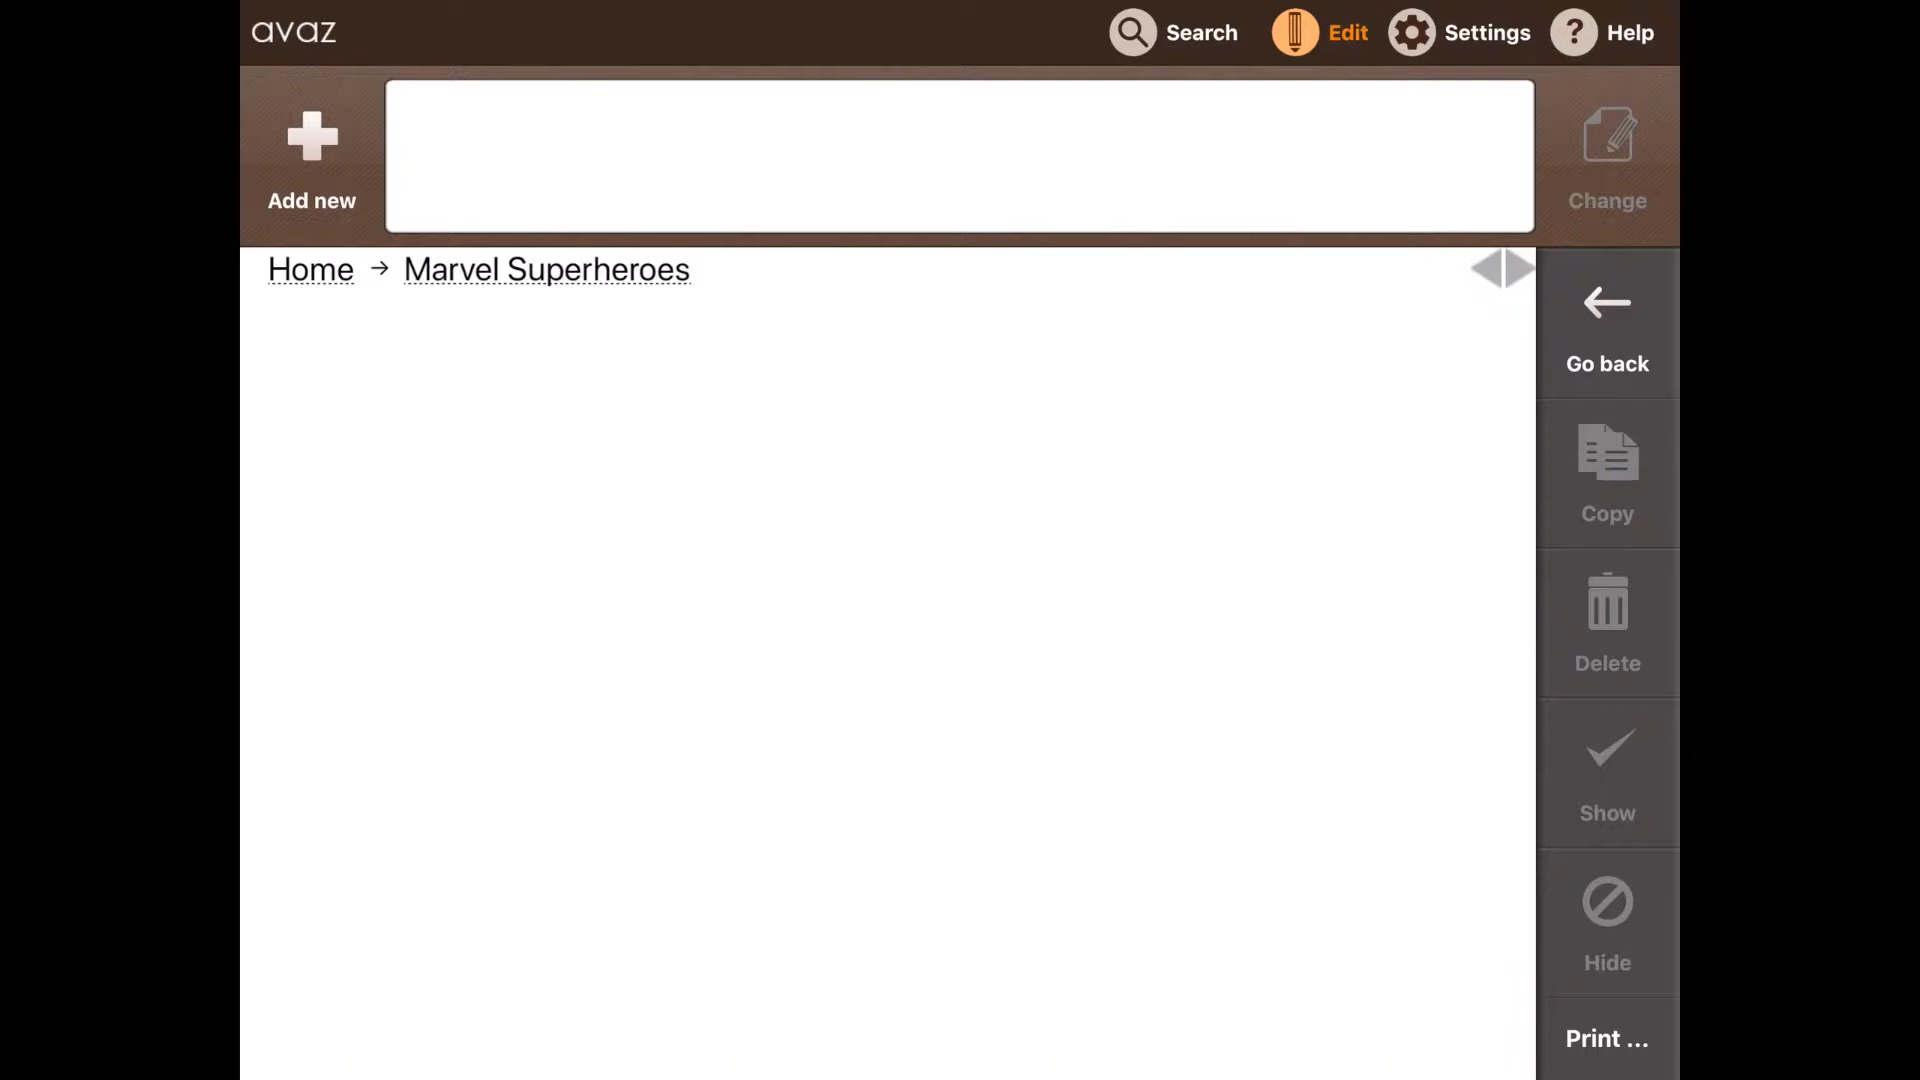 avaz
Search
Edit
Settings
? Help
Add new
Change
Home → Marvel Superheroes
Go back
Copy
Delete
Show
Hide
Print ...